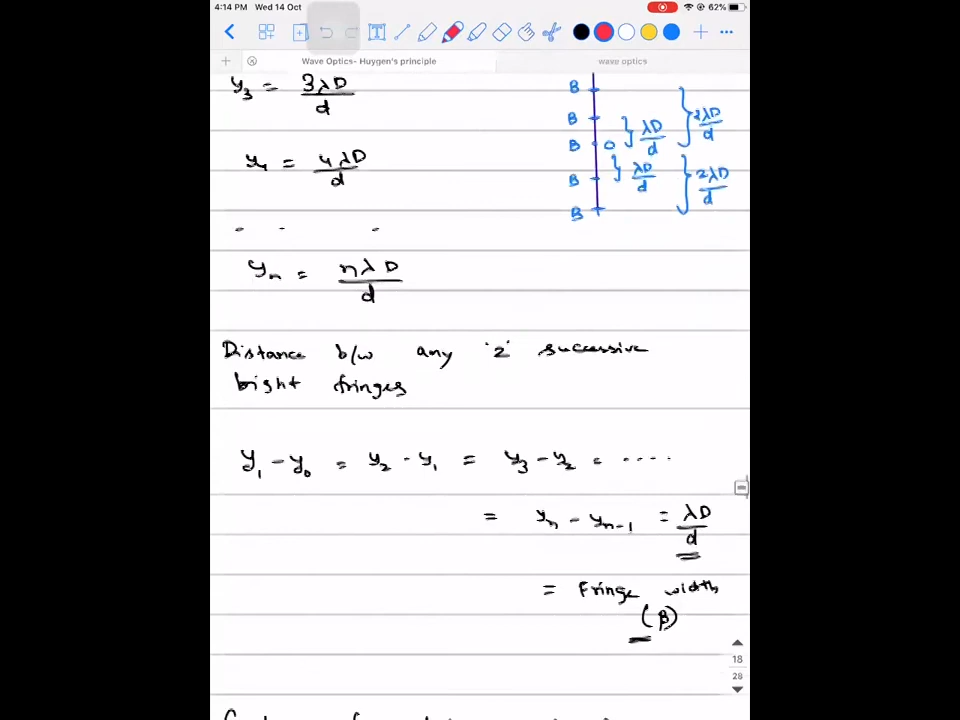 4:14 PM Wed 14 Oct
62%
Wave Optics- Huygen's principle
wave optics
y₃ = 3λD/d
y₄ = 4λD/d
. . .
yₙ = nλD/d
B
B
B 0
B
B
λD/d
2λD/d
λD/d
2λD/d
Distance b/w any '2' successive
bright fringes
y₁ - y₀ = y₂ - y₁ = y₃ - y₂ = .....
= yₙ - yₙ₋₁ = λD/d
= Fringe width
(β)
18
28